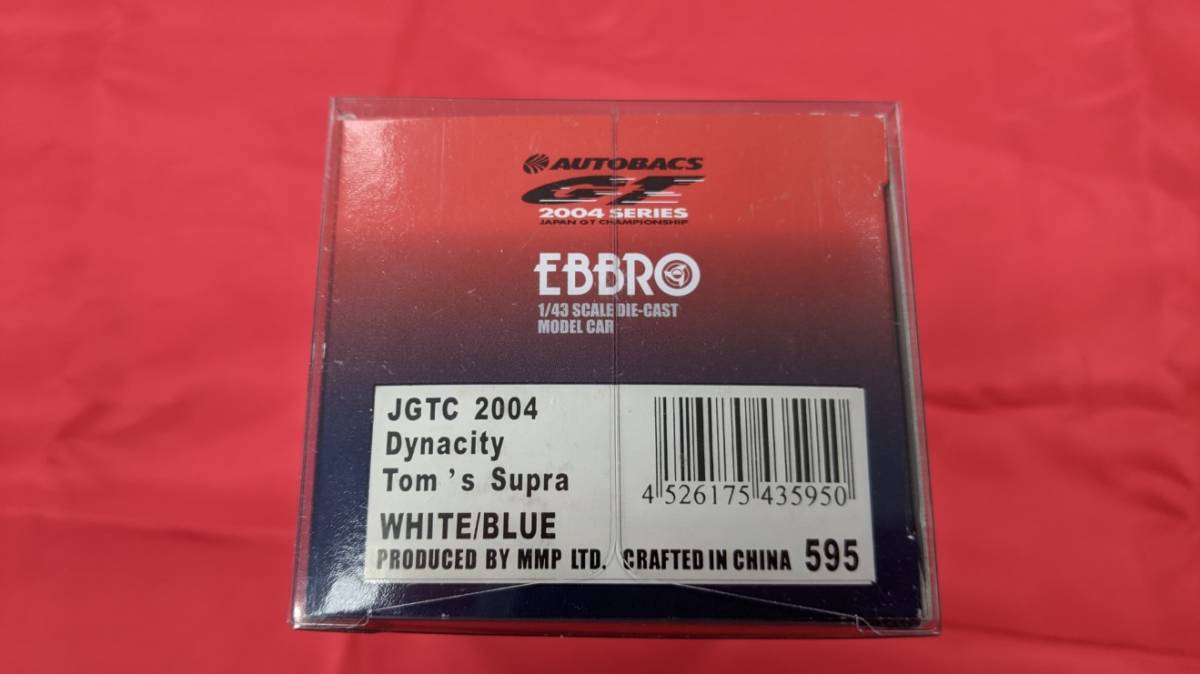 AUTOBACS
GT
2004 SERIES
JAPAN GT CHAMPIONSHIP
EBBRO
1/43 SCALE DIE-CAST
MODEL CAR
JGTC 2004
Dynacity
Tom's Supra
WHITE/BLUE
PRODUCED BY MMP LTD. CRAFTED IN CHINA 595
4 526175 435950